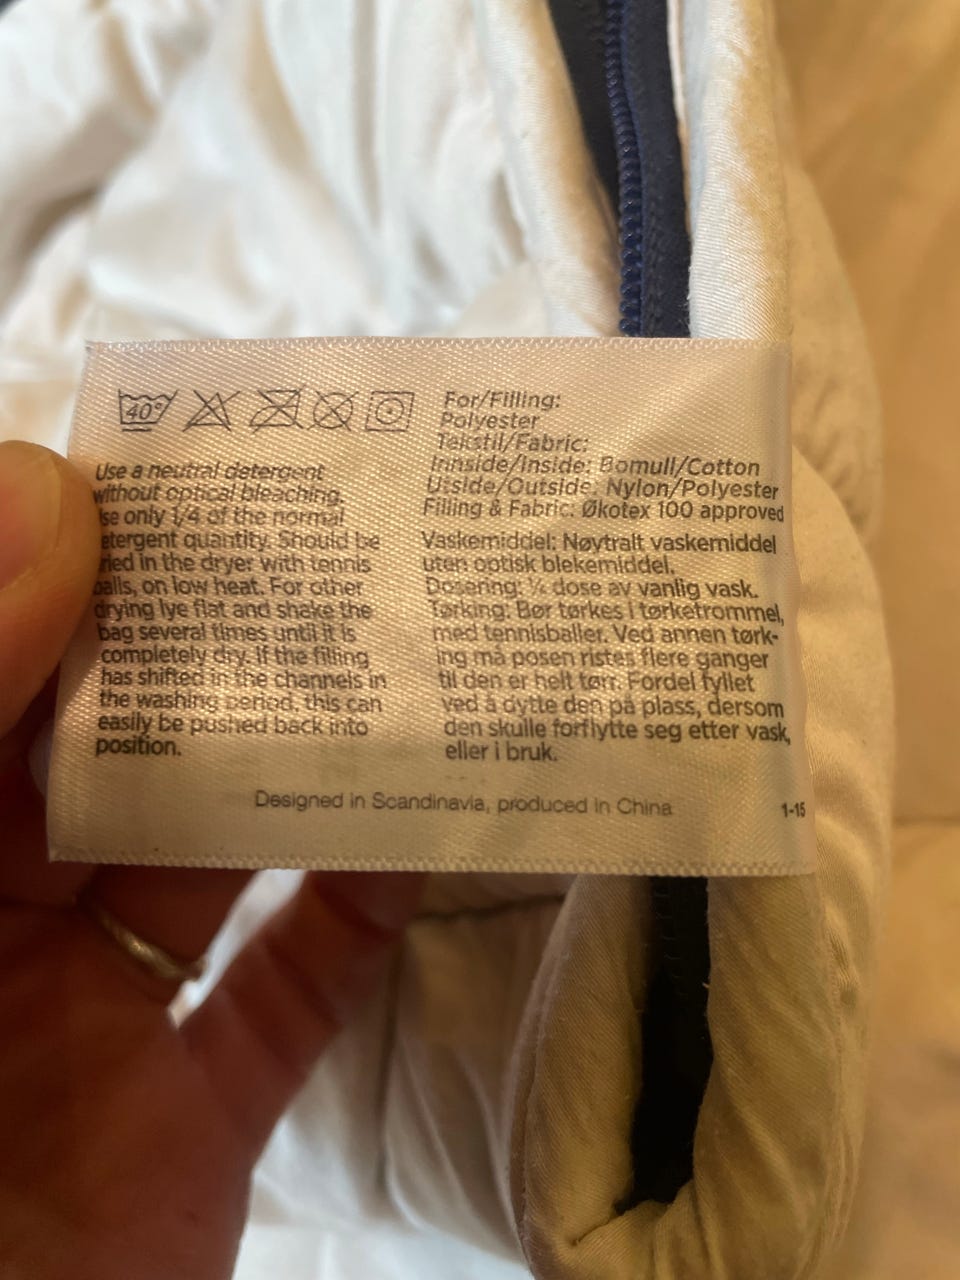 40°
Use a neutral detergent
without optical bleaching.
se only 1/4 of the normal
etergent quantity. Should be
ried in the dryer with tennis
balls, on low heat. For other
drying lye flat and shake the
bag several times until it is
completely dry. If the filling
has shifted in the channels in
the washing period, this can
easily be pushed back into
position.
For/Filling:
Polyester
Tekstil/Fabric:
Innside/Inside: Bomull/Cotton
Utside/Outside: Nylon/Polyester
Filling & Fabric: Økotex 100 approved
Vaskemiddel: Nøytralt vaskemiddel
uten optisk blekemiddel.
Dosering: ¼ dose av vanlig vask.
Tørking: Bør tørkes i tørketrommel,
med tennisballer. Ved annen tørk-
ing må posen ristes flere ganger
til den er helt tørr. Fordel fyllet
ved å dytte den på plass, dersom
den skulle forflytte seg etter vask,
eller i bruk.
Designed in Scandinavia, produced in China
1-15